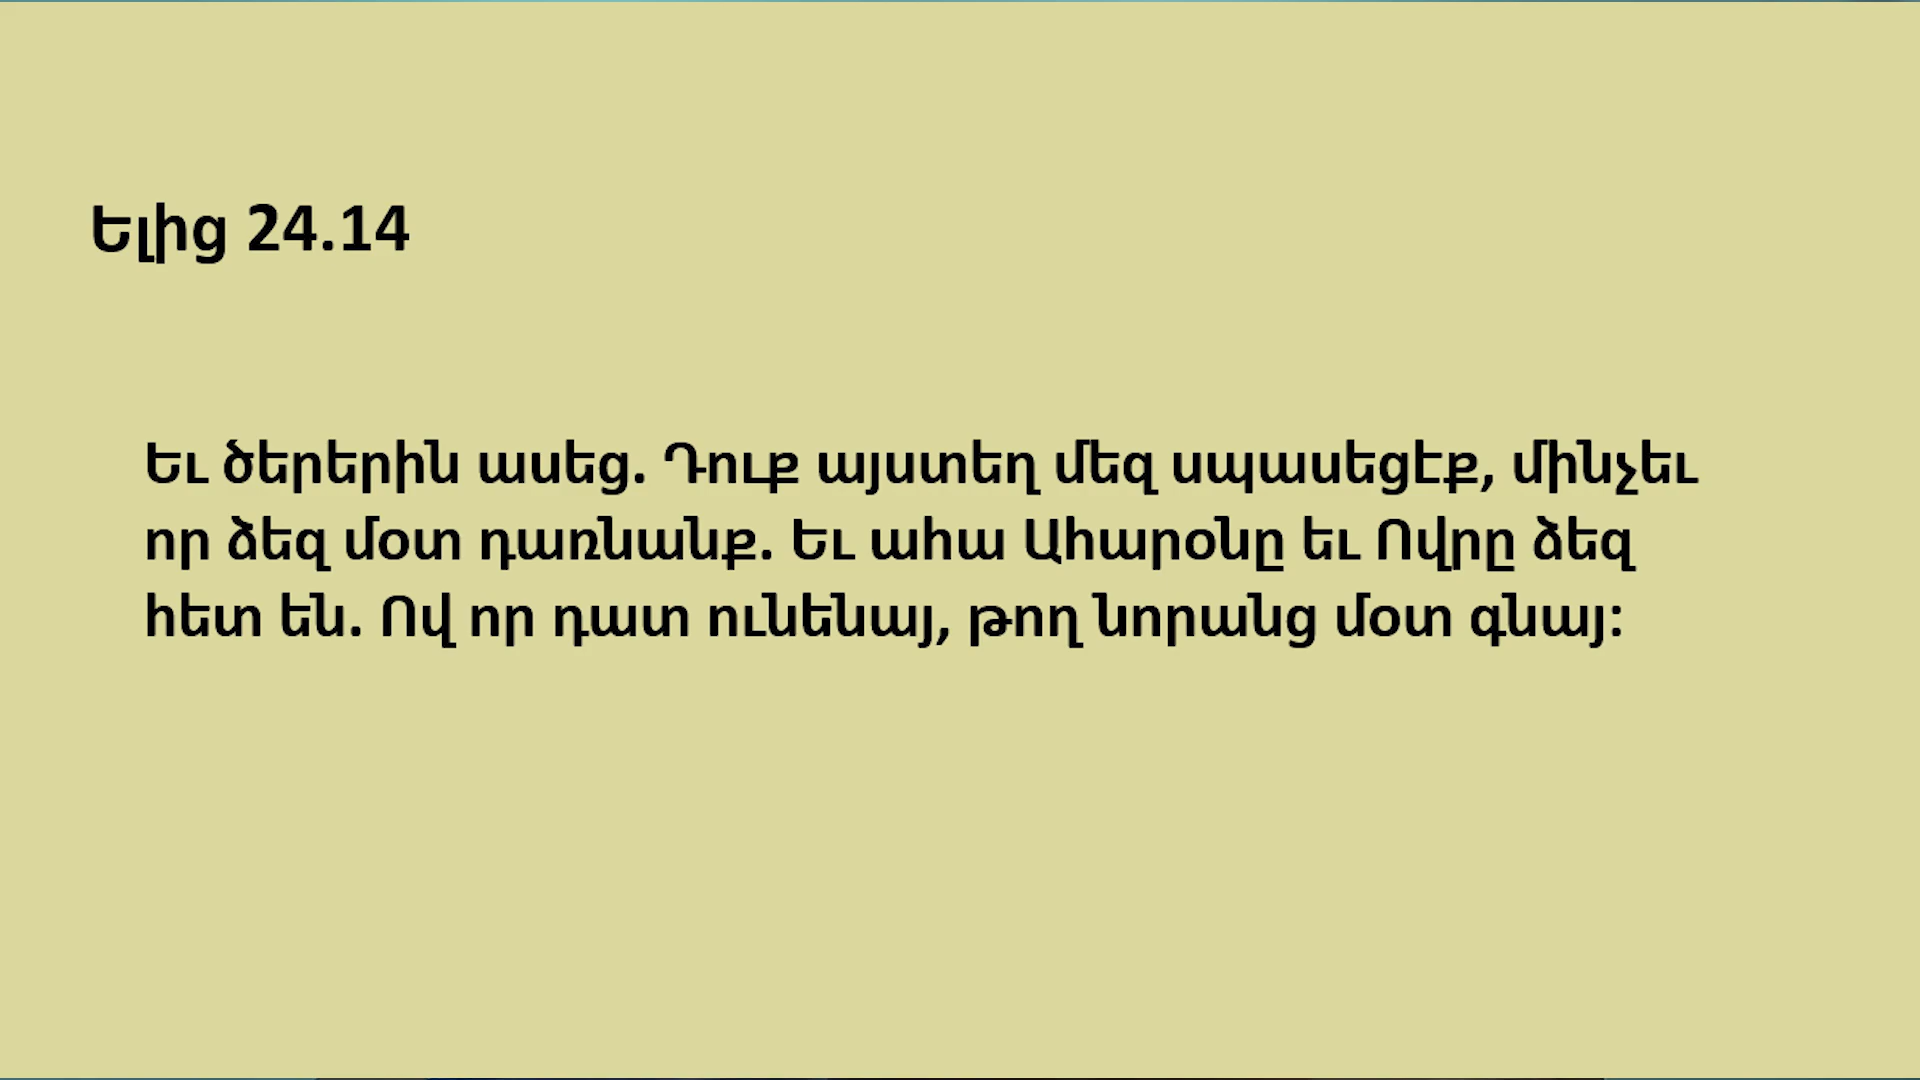 Ելից 24.14
Եւ ծերերին ասեց. Դուք այստեղ մեզ սպասեցէք, մինչեւ
որ ձեզ մօտ դառնանք. Եւ ահա Ահարօնը եւ Ովրը ձեզ
հետ են. Ով որ դատ ունենայ, թող նորանց մօտ գնայ: